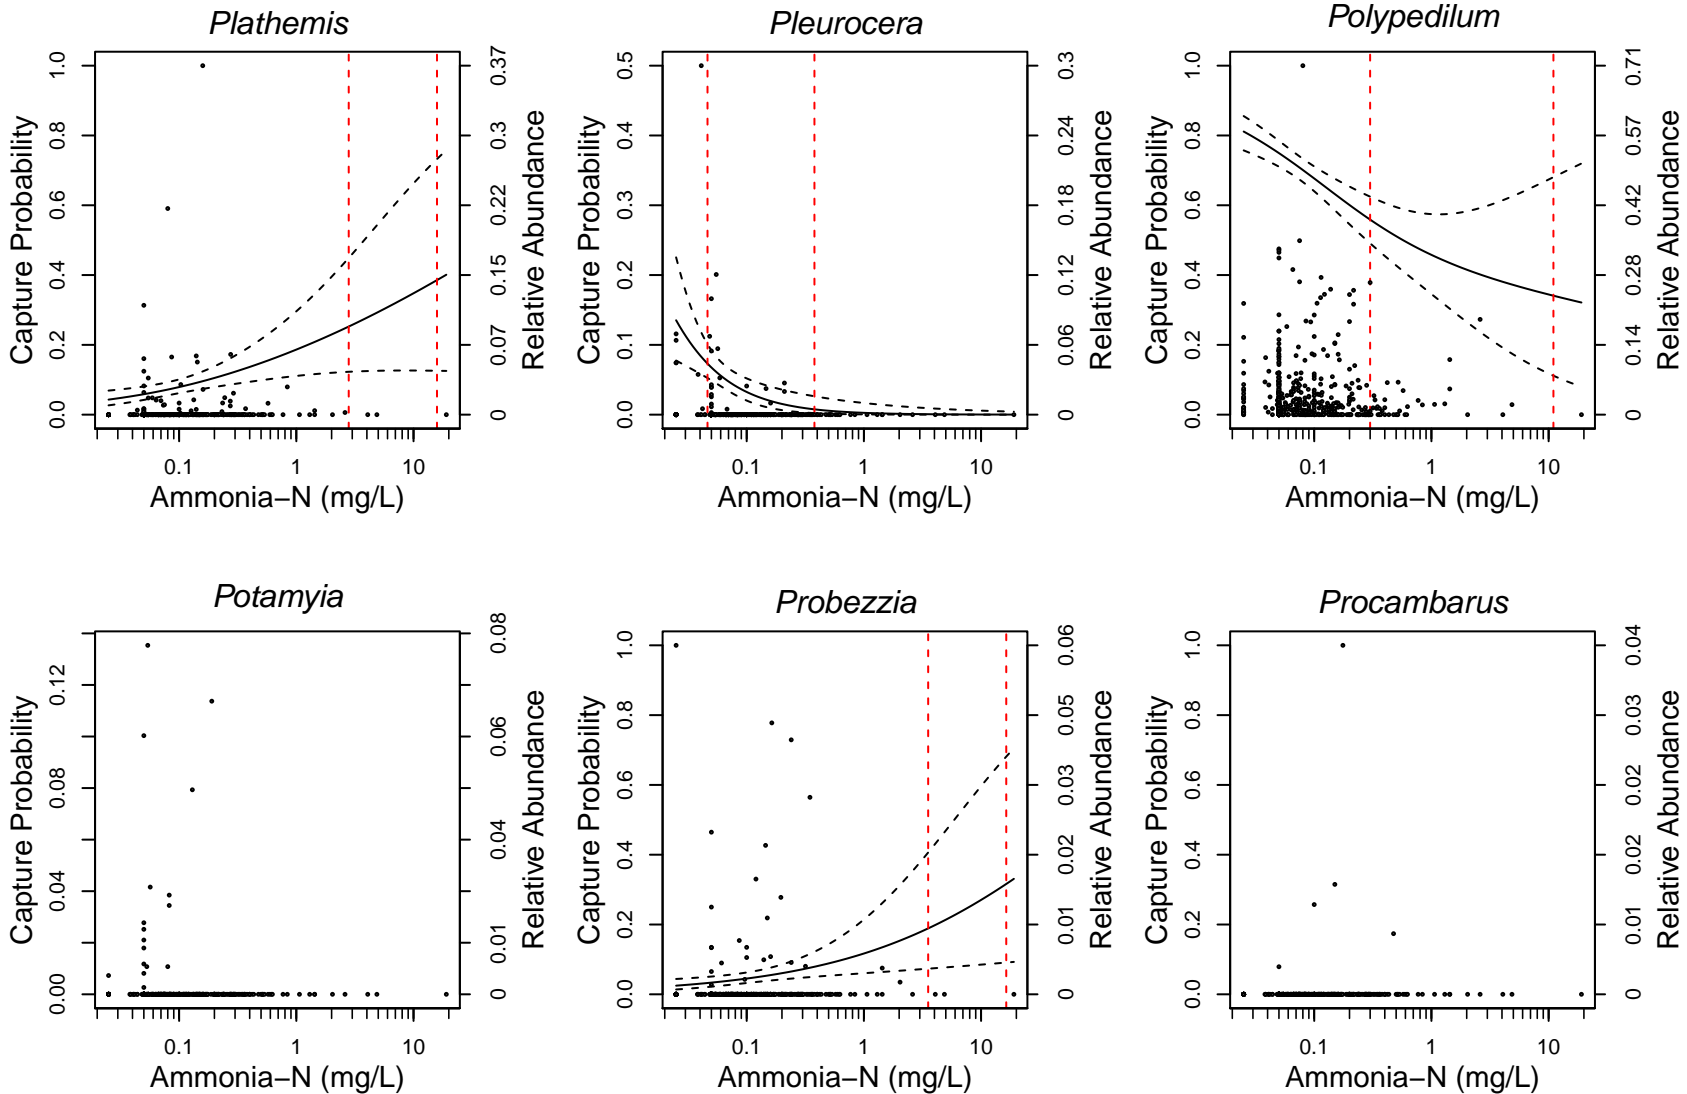 Plathemis
0.0 0.2 0.4 0.6 0.8 1.0
Capture Probability
0 0.07 0.15 0.22 0.3 0.37
Relative Abundance
0.1 1 10
Ammonia−N (mg/L)
Pleurocera
0.0 0.1 0.2 0.3 0.4 0.5
Capture Probability
0 0.06 0.12 0.18 0.24 0.3
Relative Abundance
0.1 1 10
Ammonia−N (mg/L)
Polypedilum
0.0 0.2 0.4 0.6 0.8 1.0
Capture Probability
0 0.14 0.28 0.42 0.57 0.71
Relative Abundance
0.1 1 10
Ammonia−N (mg/L)
Potamyia
0.00 0.04 0.08 0.12
Capture Probability
0 0.01 0.04 0.06 0.08
Relative Abundance
0.1 1 10
Ammonia−N (mg/L)
Probezzia
0.0 0.2 0.4 0.6 0.8 1.0
Capture Probability
0 0.01 0.02 0.03 0.05 0.06
Relative Abundance
0.1 1 10
Ammonia−N (mg/L)
Procambarus
0.0 0.2 0.4 0.6 0.8 1.0
Capture Probability
0 0.01 0.02 0.02 0.03 0.04
Relative Abundance
0.1 1 10
Ammonia−N (mg/L)